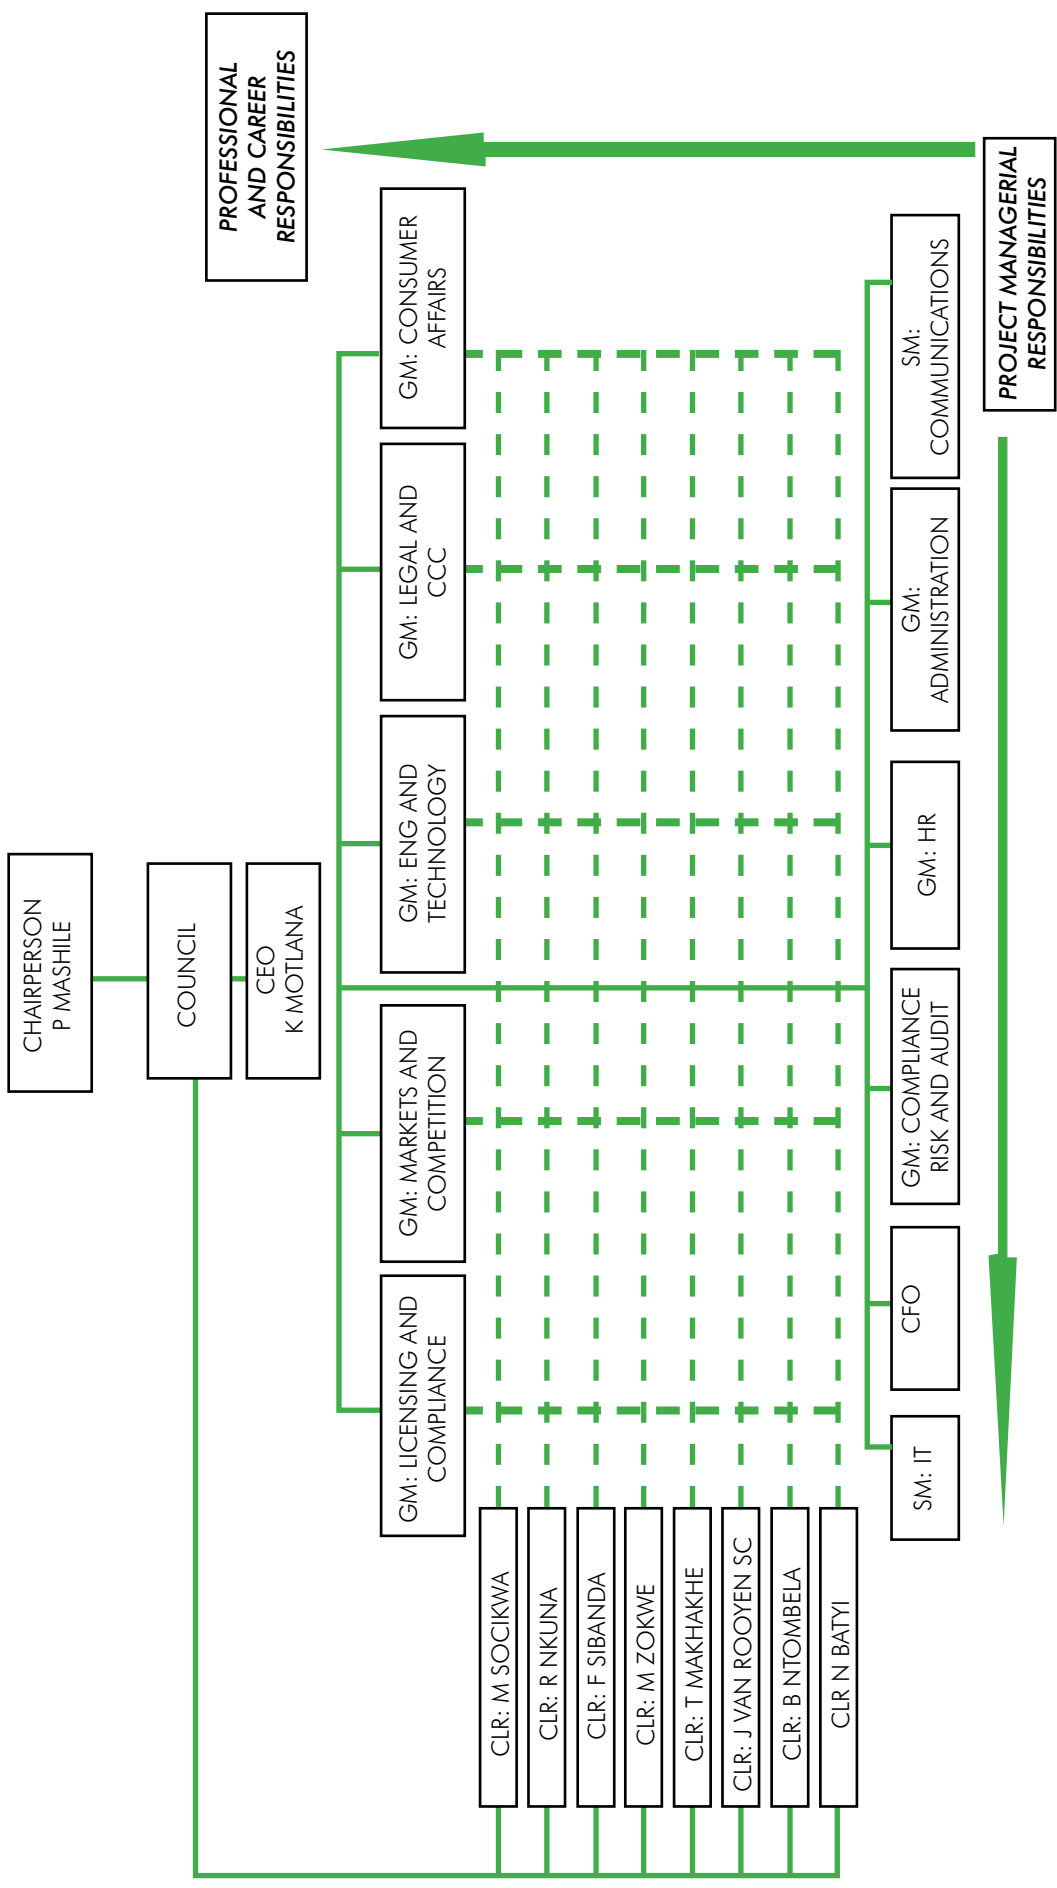 CHAIRPERSON
P MASHILE
COUNCIL
CEO
K MOTLANA
PROFESSIONAL
AND CAREER
RESPONSIBILITIES
GM: LICENSING AND
COMPLIANCE
GM: MARKETS AND
COMPETITION
GM: ENG AND
TECHNOLOGY
GM: LEGAL AND
CCC
GM: CONSUMER
AFFAIRS
CLR: M SOCIKWA
CLR: R NKUNA
CLR: F SIBANDA
CLR: M ZOKWE
CLR: T MAKHAKHE
CLR: J VAN ROOYEN SC
CLR: B NTOMBELA
CLR N BATYI
SM: IT
CFO
GM: COMPLIANCE
RISK AND AUDIT
GM: HR
GM:
ADMINISTRATION
SM:
COMMUNICATIONS
PROJECT MANAGERIAL
RESPONSIBILITIES